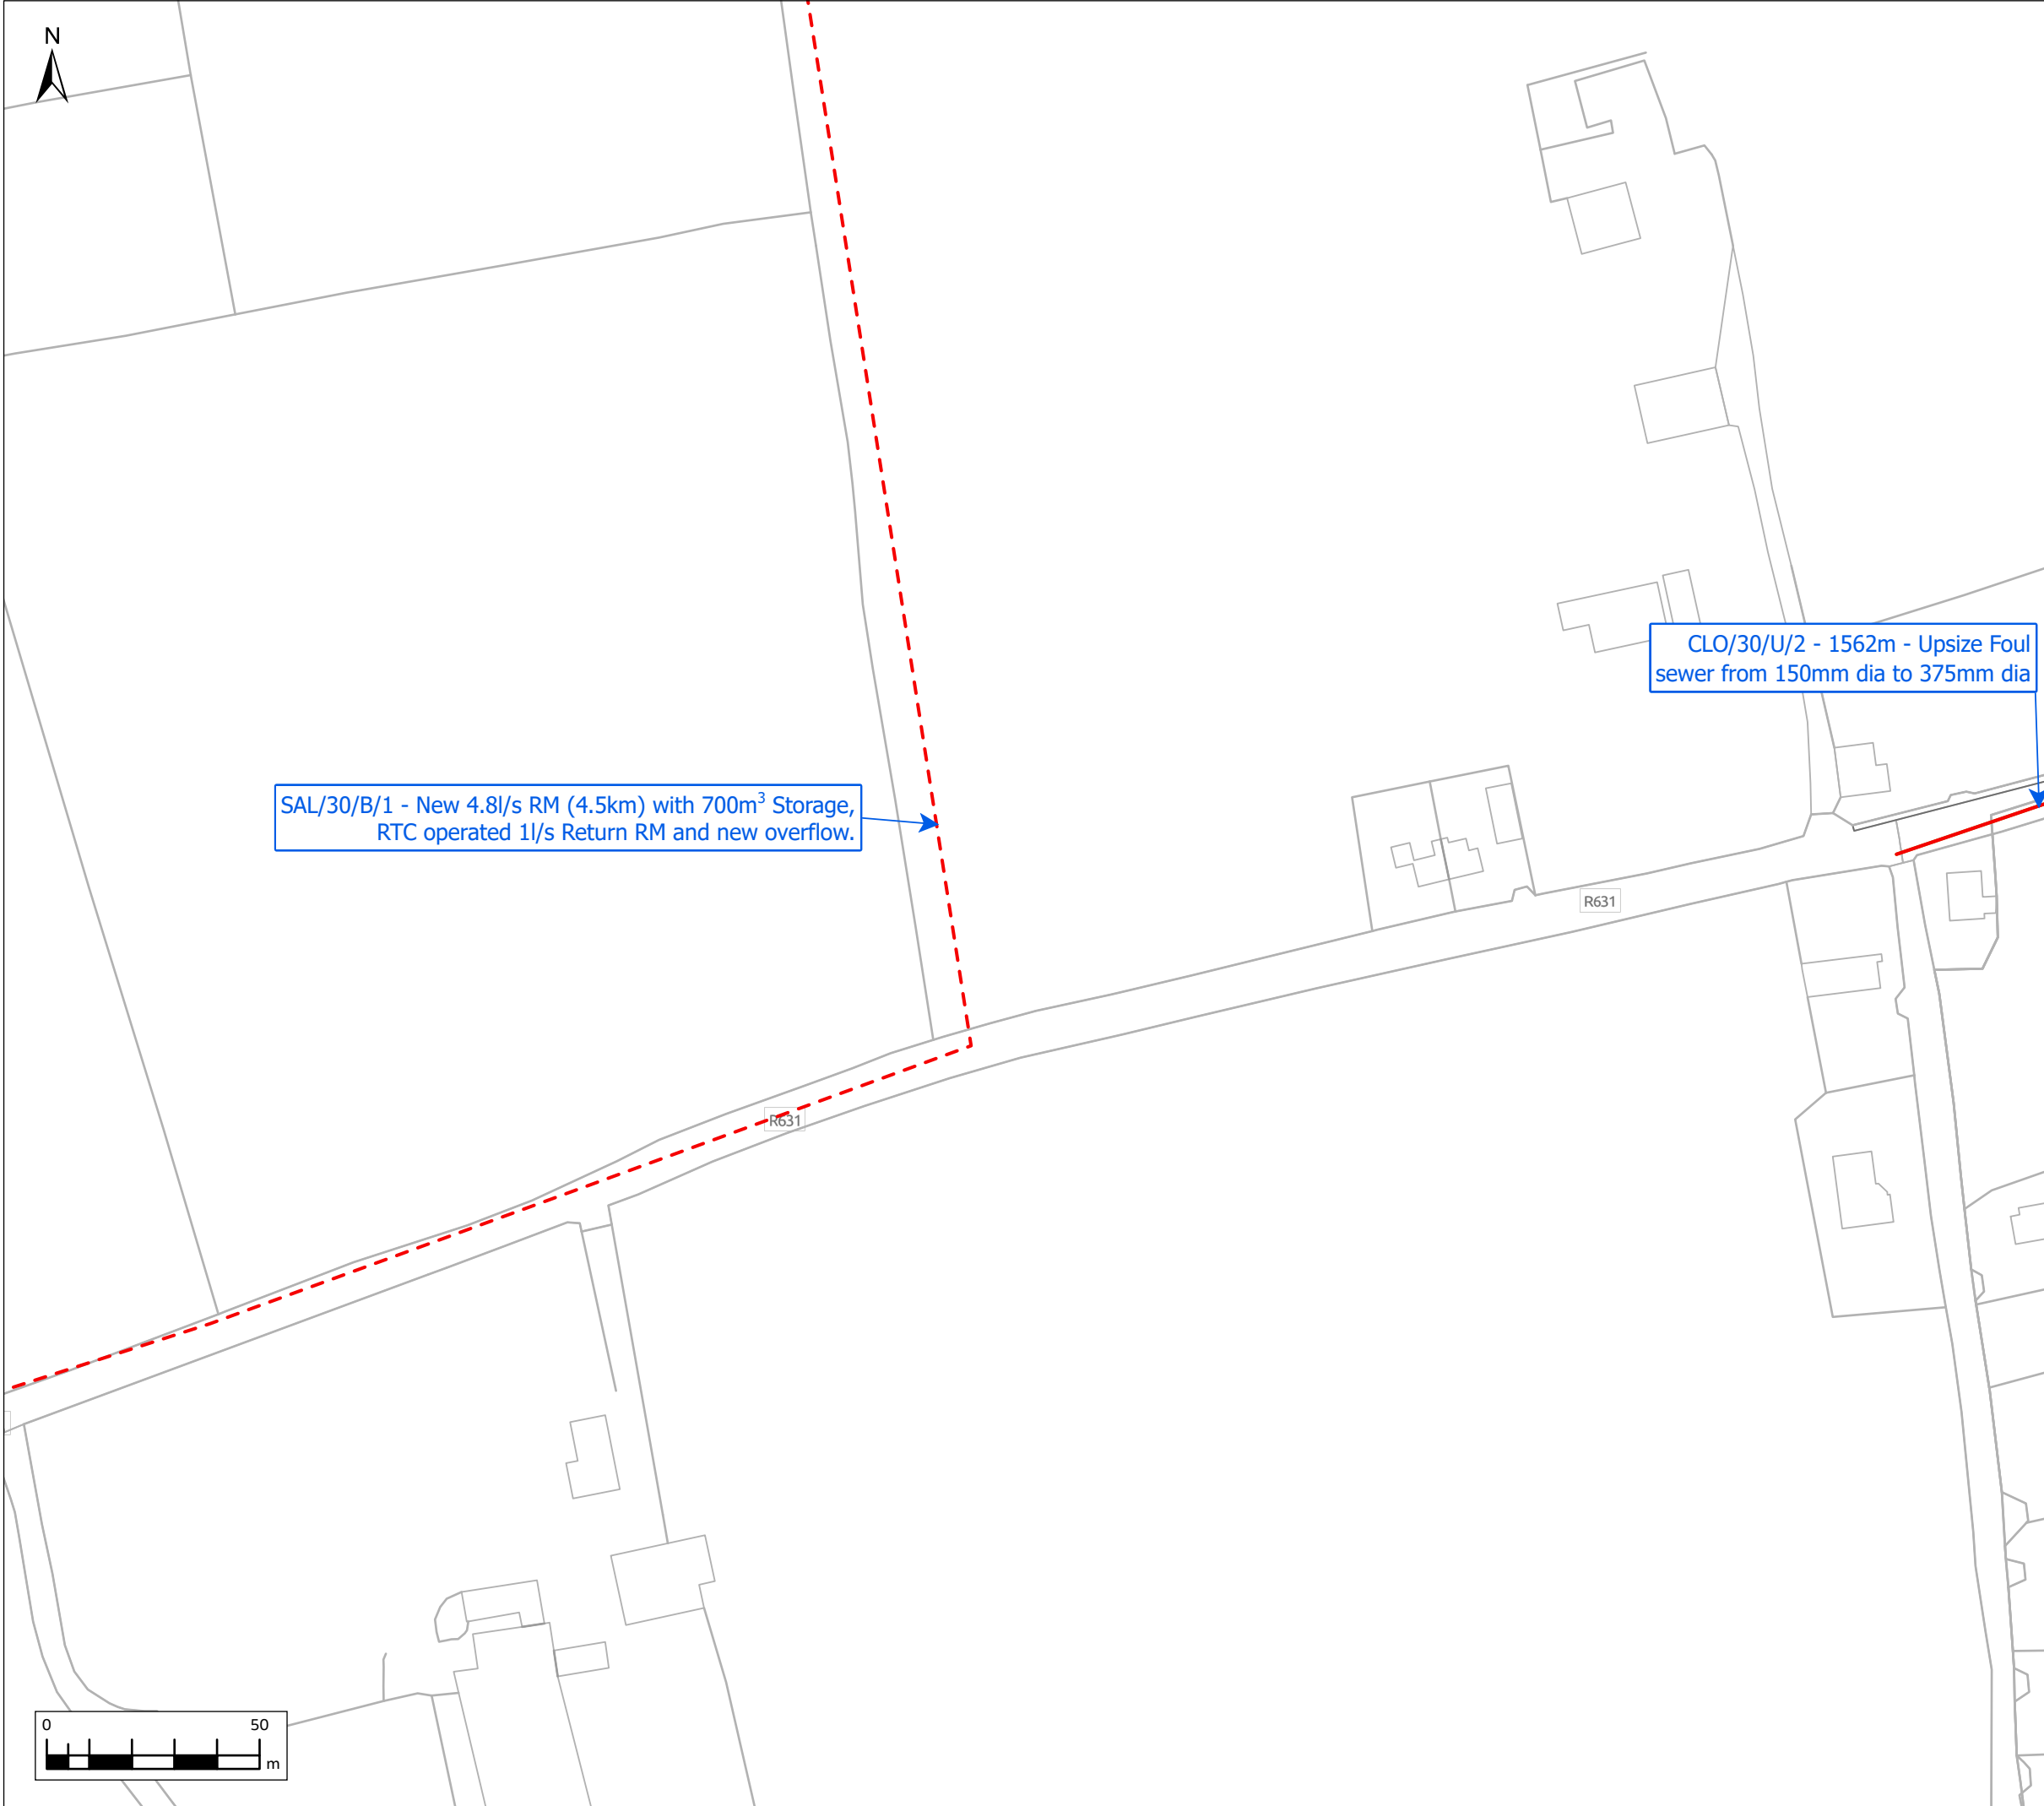 N
CLO/30/U/2 - 1562m - Upsize Foul
sewer from 150mm dia to 375mm dia
SAL/30/B/1 - New 4.8l/s RM (4.5km) with 700m³ Storage,
RTC operated 1l/s Return RM and new overflow.
R631
R631
0 50
m